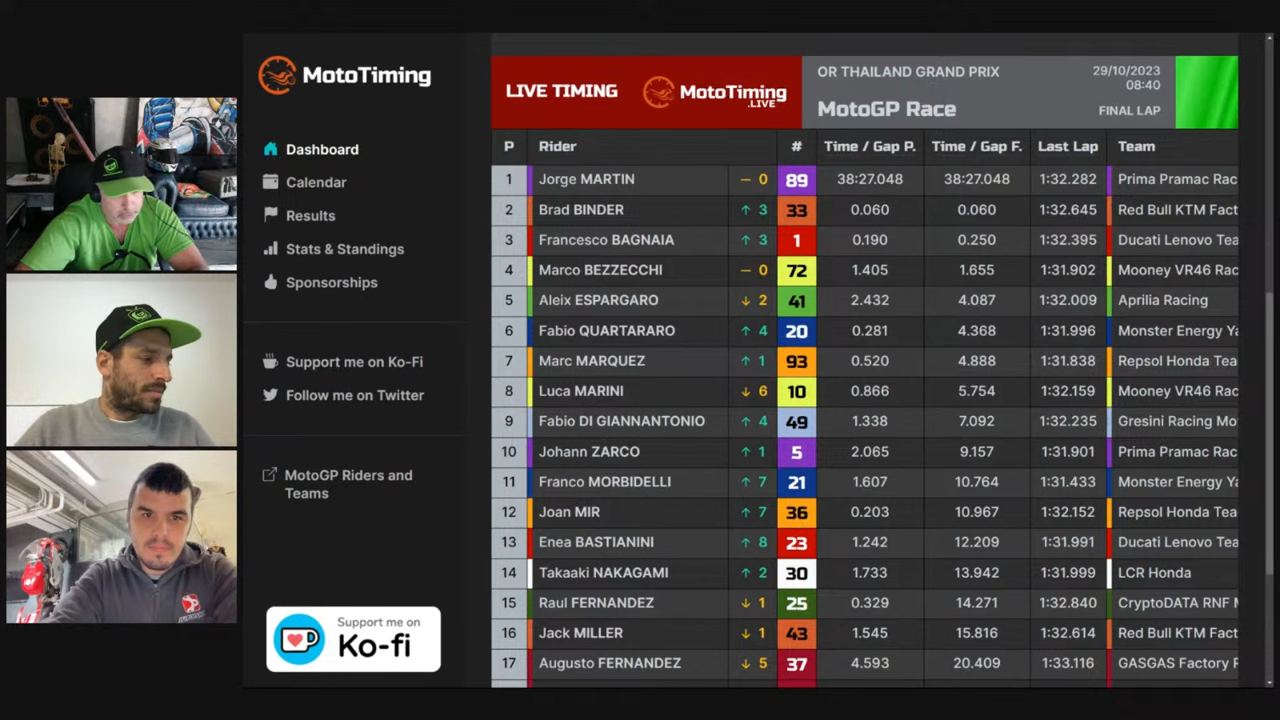 MotoTiming
Dashboard
Calendar
Results
Stats & Standings
Sponsorships
Support me on Ko-Fi
Follow me on Twitter
MotoGP Riders and
Teams
Support me on
Ko-fi
LIVE TIMING MotoTiming
.LIVE
OR THAILAND GRAND PRIX 29/10/2023
08:40
MotoGP Race FINAL LAP
P Rider # Time / Gap P. Time / Gap F. Last Lap Team
1 Jorge MARTIN – 0 89 38:27.048 38:27.048 1:32.282 Prima Pramac Rac
2 Brad BINDER ↑ 3 33 0.060 0.060 1:32.645 Red Bull KTM Fact
3 Francesco BAGNAIA ↑ 3 1 0.190 0.250 1:32.395 Ducati Lenovo Tea
4 Marco BEZZECCHI – 0 72 1.405 1.655 1:31.902 Mooney VR46 Rac
5 Aleix ESPARGARO ↓ 2 41 2.432 4.087 1:32.009 Aprilia Racing
6 Fabio QUARTARARO ↑ 4 20 0.281 4.368 1:31.996 Monster Energy Ya
7 Marc MARQUEZ ↑ 1 93 0.520 4.888 1:31.838 Repsol Honda Tea
8 Luca MARINI ↓ 6 10 0.866 5.754 1:32.159 Mooney VR46 Rac
9 Fabio DI GIANNANTONIO ↑ 4 49 1.338 7.092 1:32.235 Gresini Racing Mo
10 Johann ZARCO ↑ 1 5 2.065 9.157 1:31.901 Prima Pramac Rac
11 Franco MORBIDELLI ↑ 7 21 1.607 10.764 1:31.433 Monster Energy Ya
12 Joan MIR ↑ 7 36 0.203 10.967 1:32.152 Repsol Honda Tea
13 Enea BASTIANINI ↑ 8 23 1.242 12.209 1:31.991 Ducati Lenovo Tea
14 Takaaki NAKAGAMI ↑ 2 30 1.733 13.942 1:31.999 LCR Honda
15 Raul FERNANDEZ ↓ 1 25 0.329 14.271 1:32.840 CryptoDATA RNF M
16 Jack MILLER ↓ 1 43 1.545 15.816 1:32.614 Red Bull KTM Fact
17 Augusto FERNANDEZ ↓ 5 37 4.593 20.409 1:33.116 GASGAS Factory R